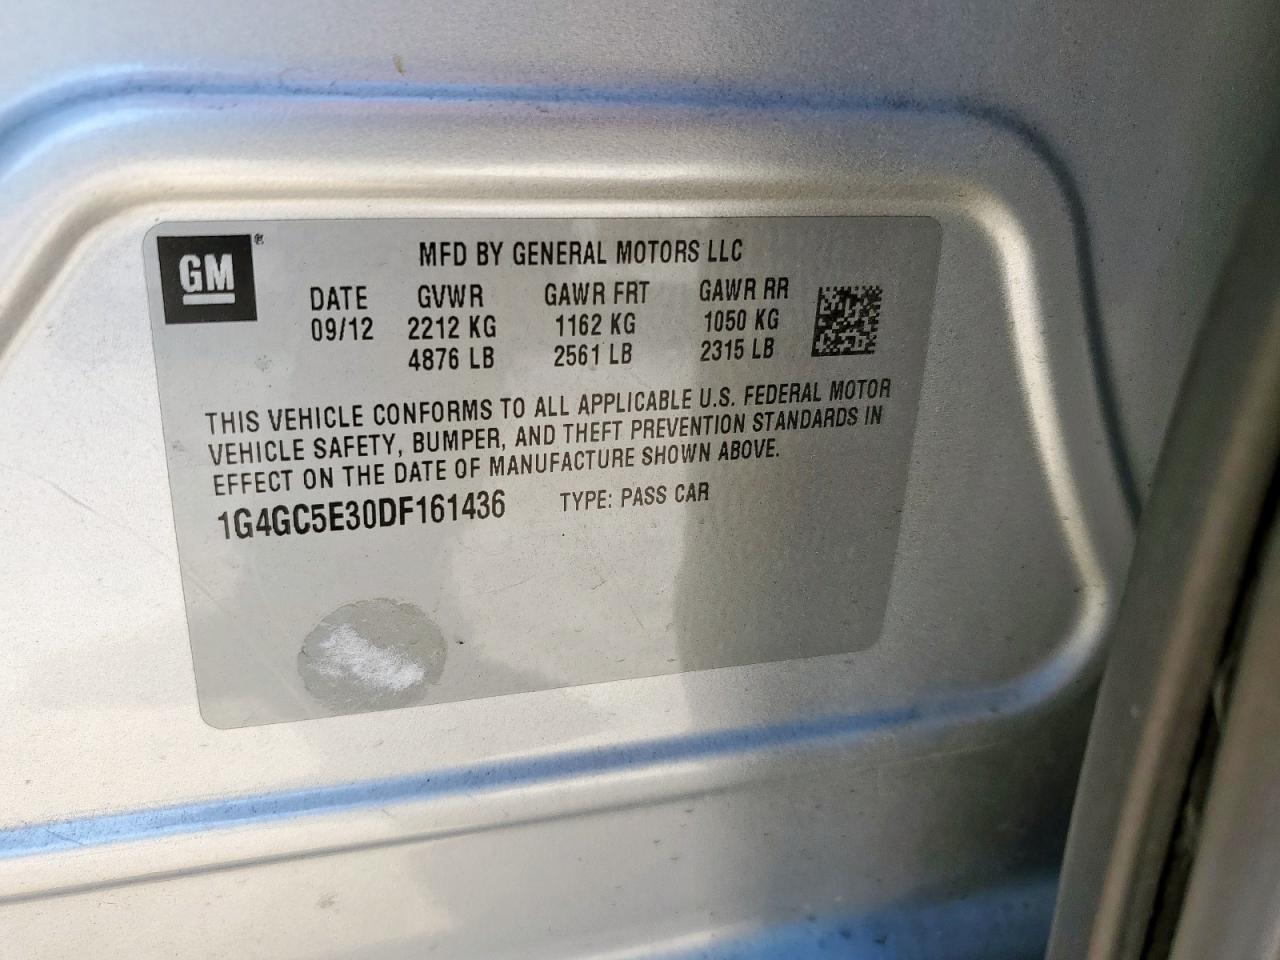 GM ®
MFD BY GENERAL MOTORS LLC
DATE GVWR GAWR FRT GAWR RR
09/12 2212 KG 1162 KG 1050 KG
4876 LB 2561 LB 2315 LB
THIS VEHICLE CONFORMS TO ALL APPLICABLE U.S. FEDERAL MOTOR
VEHICLE SAFETY, BUMPER, AND THEFT PREVENTION STANDARDS IN
EFFECT ON THE DATE OF MANUFACTURE SHOWN ABOVE.
1G4GC5E30DF161436 TYPE: PASS CAR